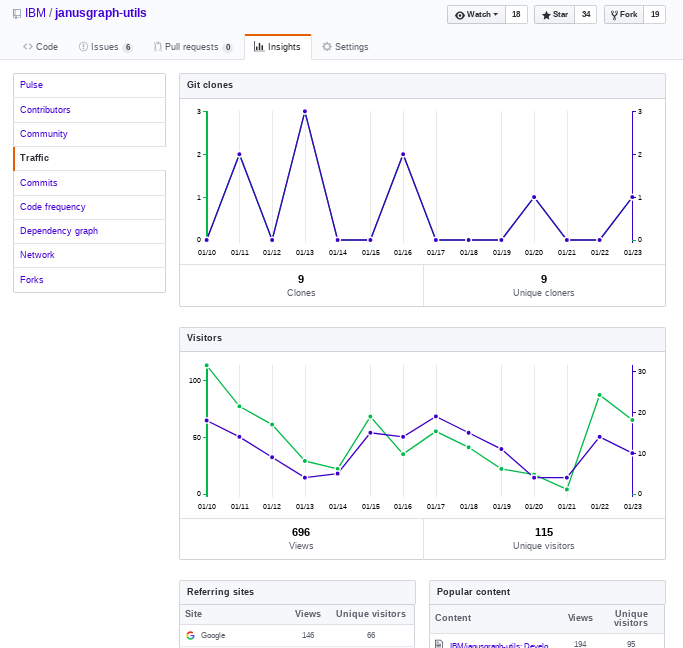 IBM / janusgraph-utils
Watch 18 Star 34 Fork 19
Code Issues 6 Pull requests 0 Insights Settings
Pulse
Contributors
Community
Traffic
Commits
Code frequency
Dependency graph
Network
Forks
Git clones
3 3
2 2
1 1
0 0
01/10 01/11 01/12 01/13 01/14 01/15 01/16 01/17 01/18 01/19 01/20 01/21 01/22 01/23
9 9
Clones Unique cloners
Visitors
30
100
20
50
10
0 0
01/10 01/11 01/12 01/13 01/14 01/15 01/16 01/17 01/18 01/19 01/20 01/21 01/22 01/23
696 115
Views Unique visitors
Referring sites
Site Views Unique visitors
Google 146 66
Popular content
Content Views Unique
visitors
IBM/janusgraph-utils: Develo 194 95